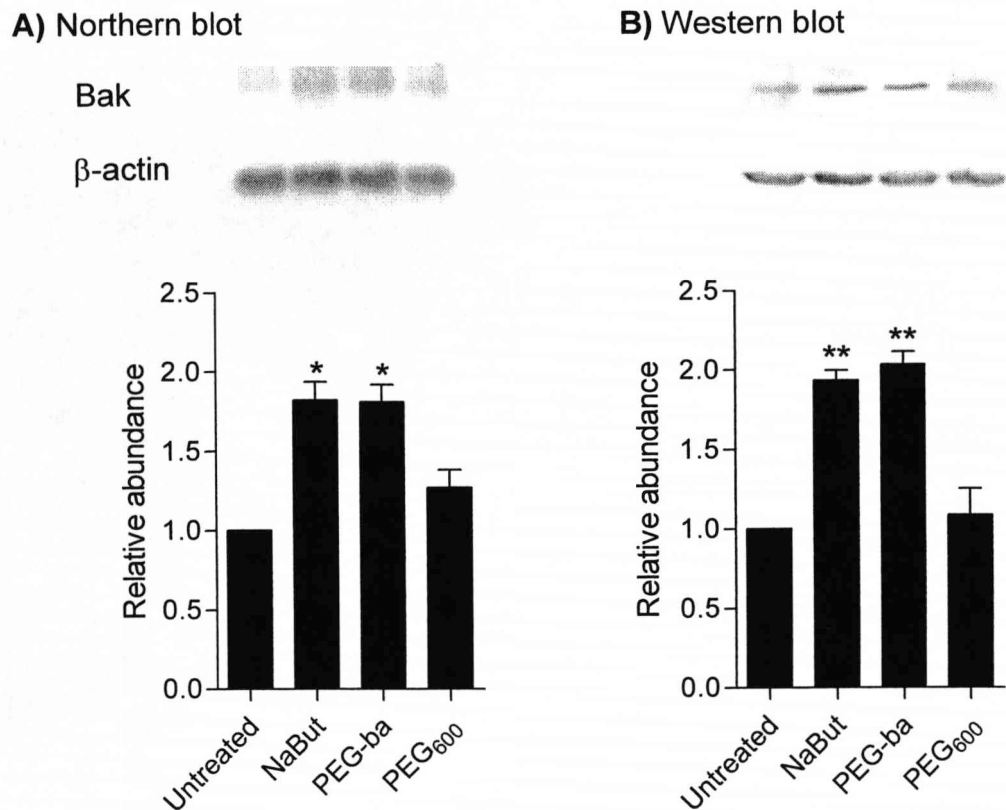 A) Northern blot
Bak
β-actin
Relative abundance
2.5
2.0
1.5
1.0
0.5
0.0
*
*
Untreated
NaBut
PEG-ba
PEG₆₀₀
B) Western blot
Relative abundance
2.5
2.0
1.5
1.0
0.5
0.0
**
**
Untreated
NaBut
PEG-ba
PEG₆₀₀